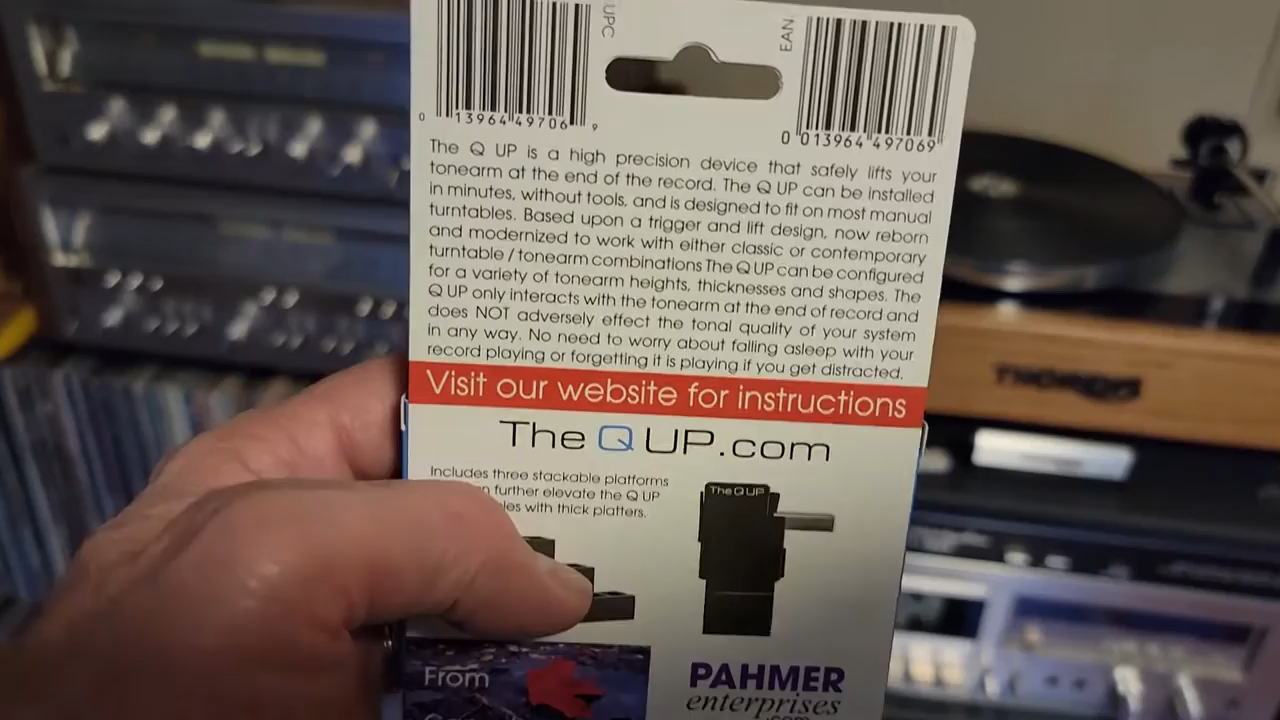 UPC
EAN
0 13964 49706 9
0 013964 497069
The Q UP is a high precision device that safely lifts your
tonearm at the end of the record. The Q UP can be installed
in minutes, without tools, and is designed to fit on most manual
turntables. Based upon a trigger and lift design, now reborn
and modernized to work with either classic or contemporary
turntable / tonearm combinations The Q UP can be configured
for a variety of tonearm heights, thicknesses and shapes. The
Q UP only interacts with the tonearm at the end of record and
does NOT adversely effect the tonal quality of your system
in any way. No need to worry about falling asleep with your
record playing or forgetting it is playing if you get distracted.
Visit our website for instructions
The Q UP.com
Includes three stackable platforms
further elevate the Q UP
with thick platters.
The Q UP
From
PAHMER
enterprises
.com
THORENS